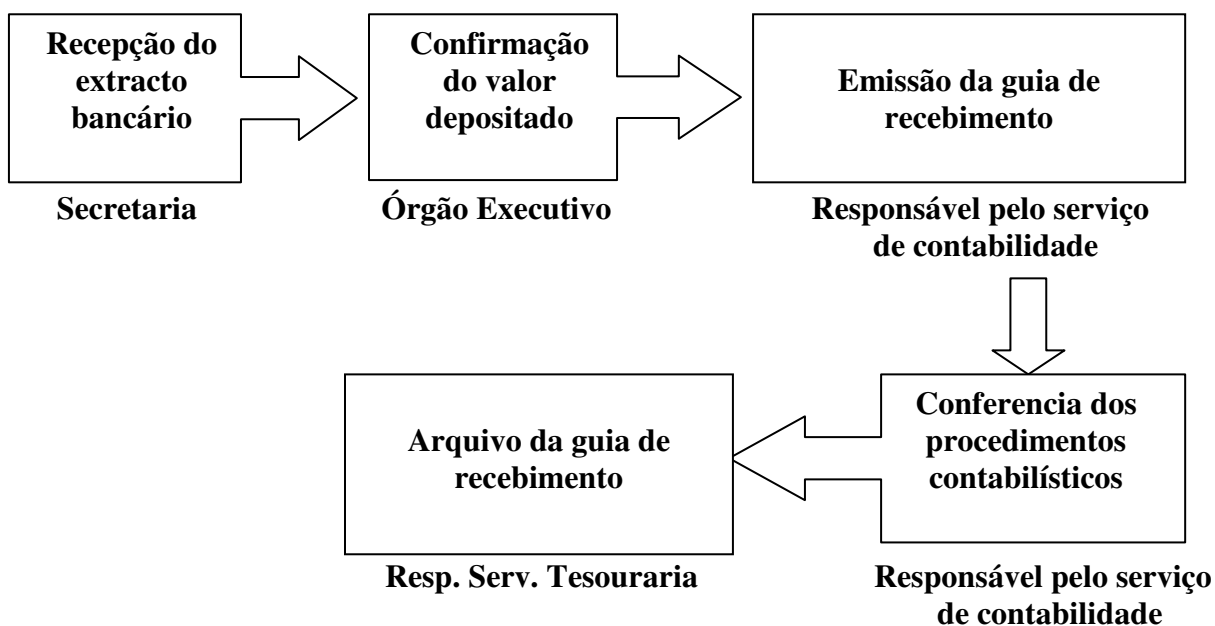 Recepção do
extracto
bancário
Secretaria
Confirmação
do valor
depositado
Órgão Executivo
Emissão da guia de
recebimento
Responsável pelo serviço
de contabilidade
Conferencia dos
procedimentos
contabilísticos
Responsável pelo serviço
de contabilidade
Arquivo da guia de
recebimento
Resp. Serv. Tesouraria